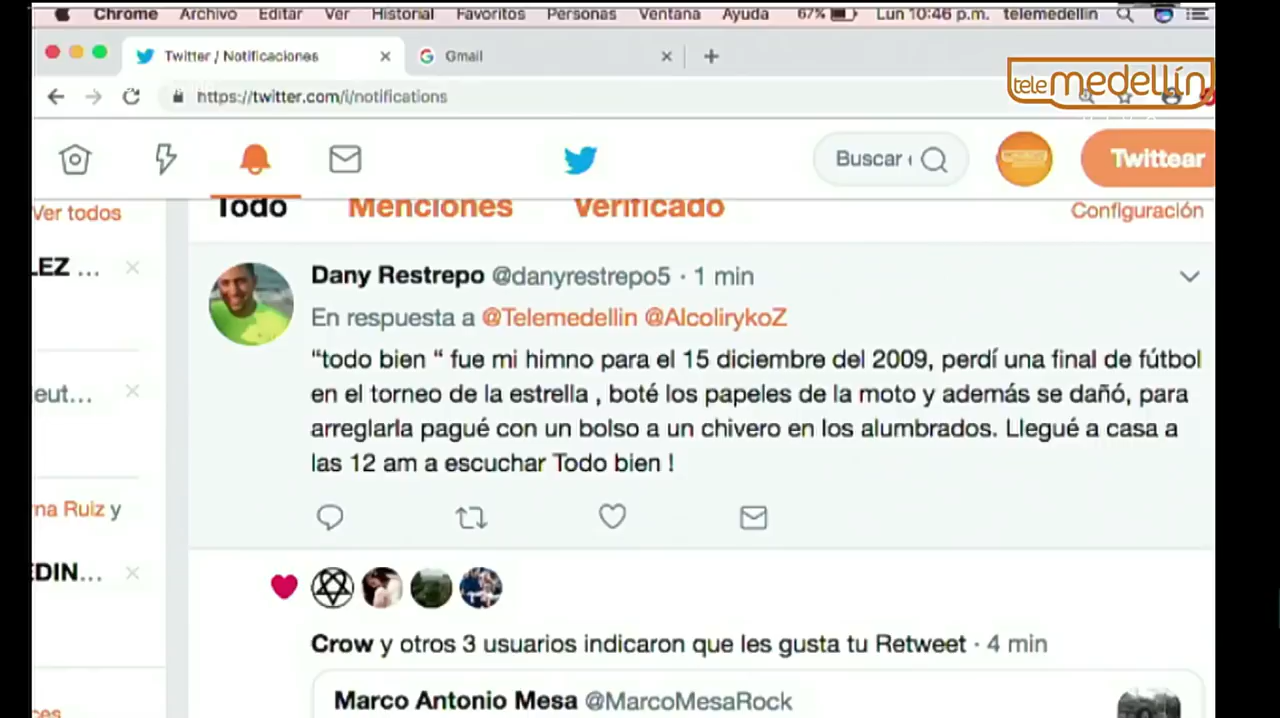 Chrome Archivo Editar Ver Historial Favoritos Personas Ventana Ayuda 67% Lun 10:46 p.m. telemedellin
Twitter / Notificaciones
Gmail
https://twitter.com/i/notifications
tele medellín
Buscar
Twittear
Ver todos
Todo Menciones Verificado
Configuración
LEZ ...
Dany Restrepo @danyrestrepo5 · 1 min
En respuesta a @Telemedellin @AlcolirykoZ
“todo bien “ fue mi himno para el 15 diciembre del 2009, perdí una final de fútbol
en el torneo de la estrella , boté los papeles de la moto y además se dañó, para
arreglarla pagué con un bolso a un chivero en los alumbrados. Llegué a casa a
las 12 am a escuchar Todo bien !
eut...
na Ruiz y
EDIN...
Crow y otros 3 usuarios indicaron que les gusta tu Retweet · 4 min
Marco Antonio Mesa @MarcoMesaRock